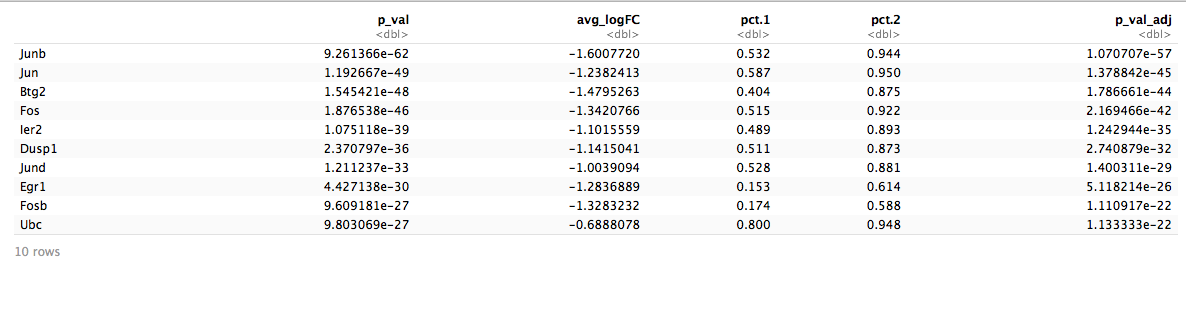 p_val avg_logFC pct.1 pct.2 p_val_adj
<dbl> <dbl> <dbl> <dbl> <dbl>
Junb 9.261366e-62 -1.6007720 0.532 0.944 1.070707e-57
Jun 1.192667e-49 -1.2382413 0.587 0.950 1.378842e-45
Btg2 1.545421e-48 -1.4795263 0.404 0.875 1.786661e-44
Fos 1.876538e-46 -1.3420766 0.515 0.922 2.169466e-42
Ier2 1.075118e-39 -1.1015559 0.489 0.893 1.242944e-35
Dusp1 2.370797e-36 -1.1415041 0.511 0.873 2.740879e-32
Jund 1.211237e-33 -1.0039094 0.528 0.881 1.400311e-29
Egr1 4.427138e-30 -1.2836889 0.153 0.614 5.118214e-26
Fosb 9.609181e-27 -1.3283232 0.174 0.588 1.110917e-22
Ubc 9.803069e-27 -0.6888078 0.800 0.948 1.133333e-22
10 rows